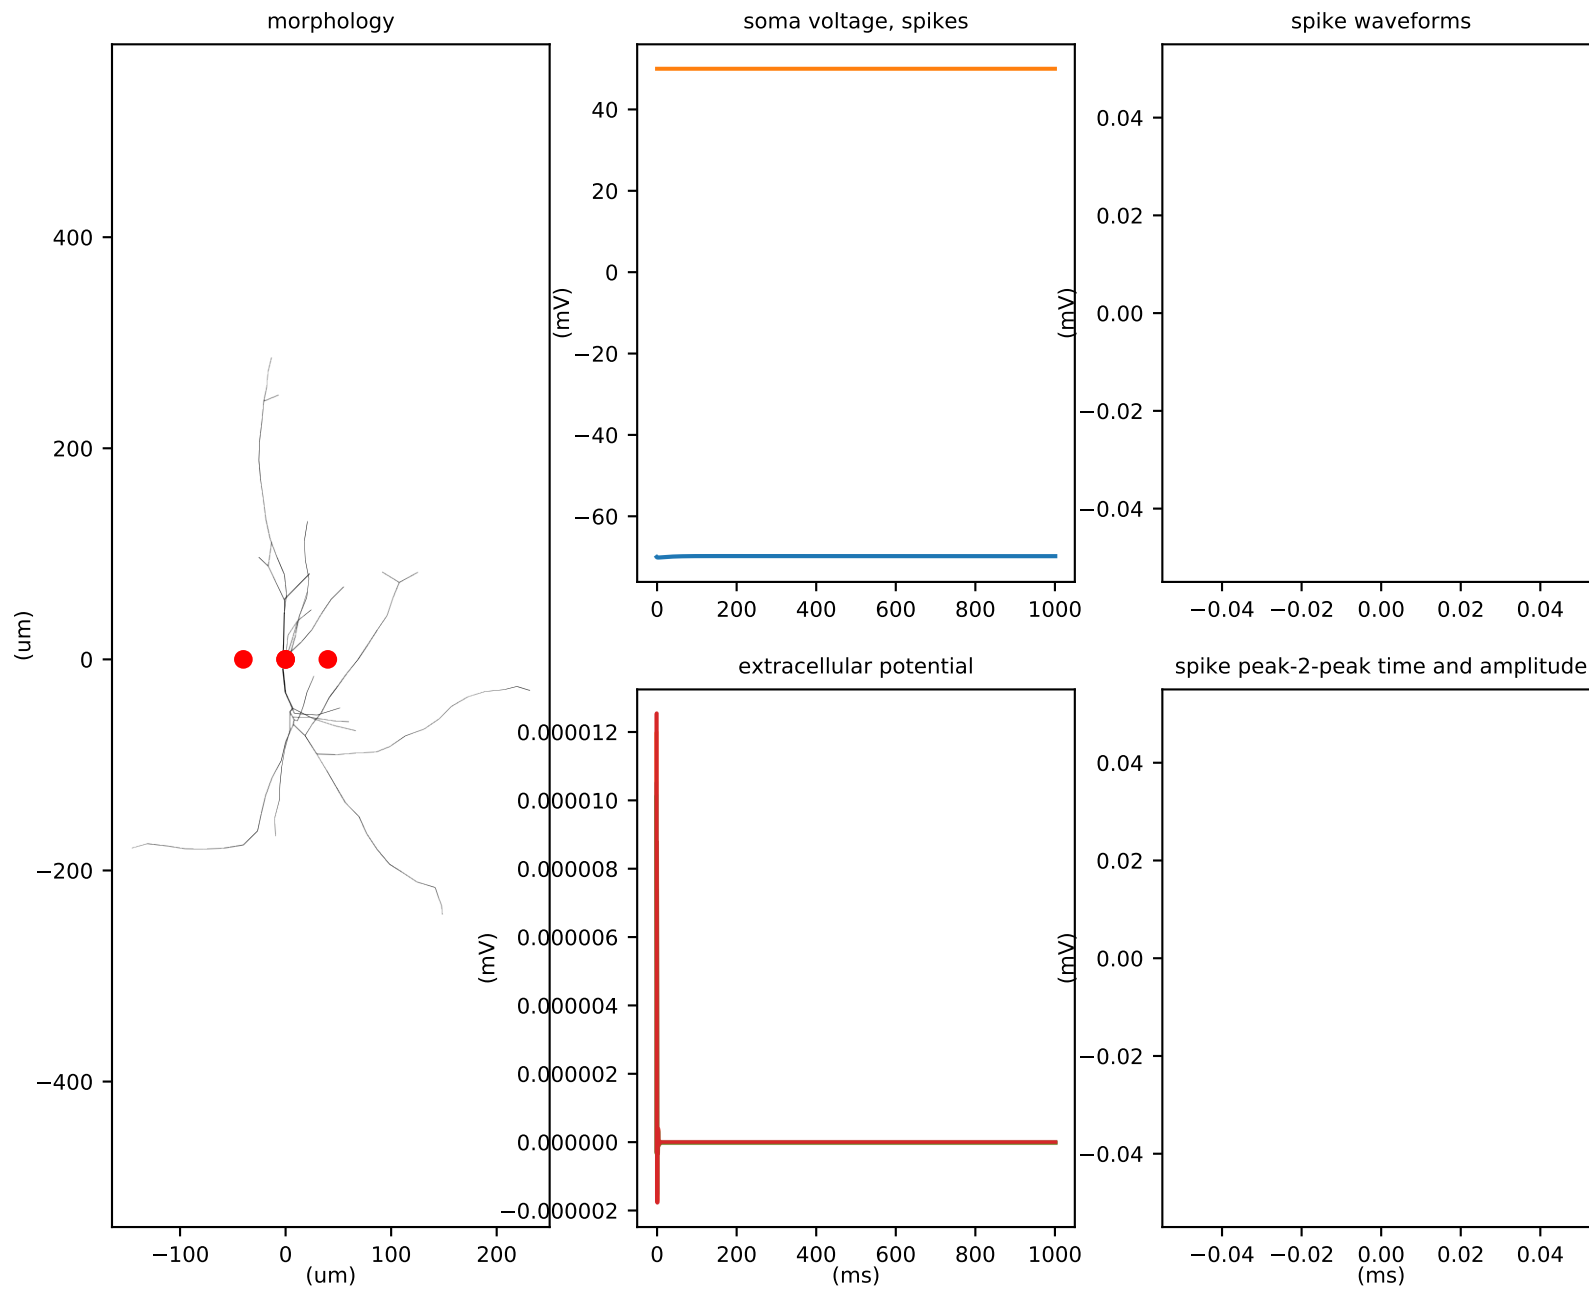 morphology
(um)
400
200
0
−200
−400
−100 0 100 200
(um)
soma voltage, spikes
(mV)
40
20
0
−20
−40
−60
0 200 400 600 800 1000
spike waveforms
(mV)
0.04
0.02
0.00
−0.02
−0.04
−0.04 −0.02 0.00 0.02 0.04
extracellular potential
(mV)
0.000012
0.000010
0.000008
0.000006
0.000004
0.000002
0.000000
−0.000002
0 200 400 600 800 1000
(ms)
spike peak-2-peak time and amplitude
(mV)
0.04
0.02
0.00
−0.02
−0.04
−0.04 −0.02 0.00 0.02 0.04
(ms)